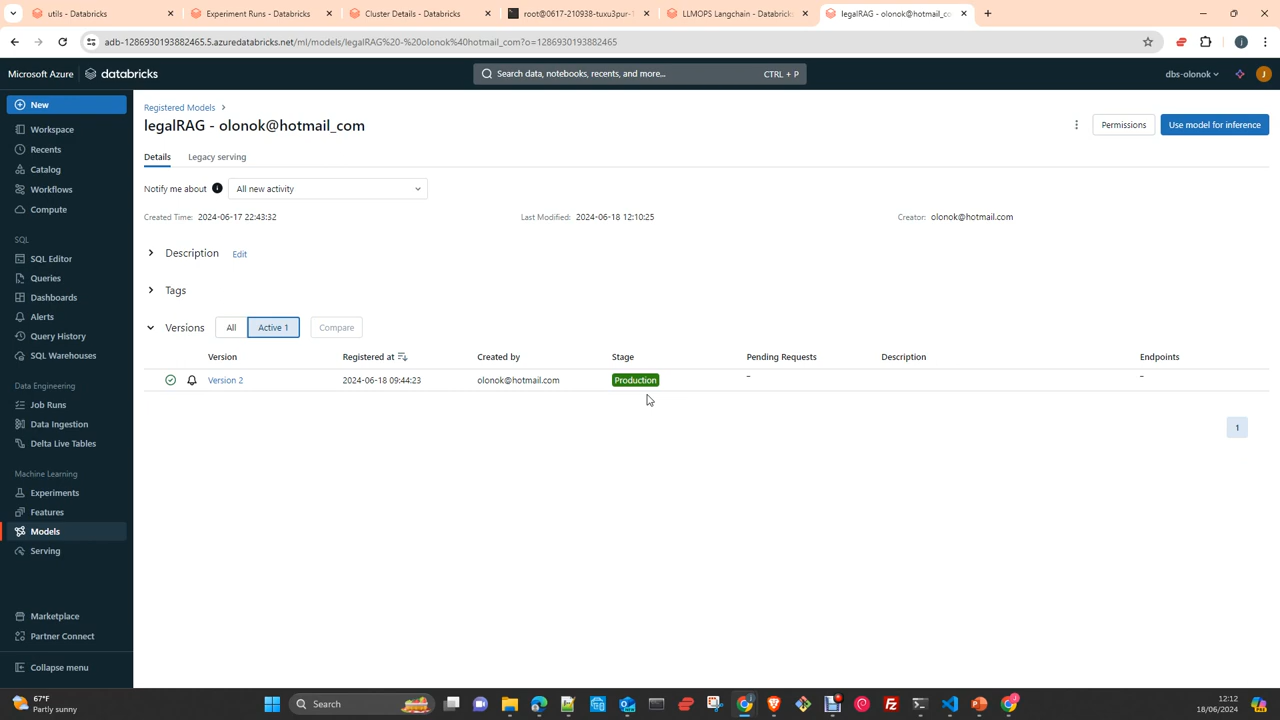 utils - Databricks
Experiment Runs - Databricks
Cluster Details - Databricks
root@0617-210938-tuxu3pur-1
LLMOPS Langchain - Databricks
legalRAG - olonok@hotmail_co
adb-1286930193882465.5.azuredatabricks.net/ml/models/legalRAG%20-%20olonok%40hotmail_com?o=1286930193882465
Microsoft Azure
databricks
Search data, notebooks, recents, and more...
CTRL + P
dbs-olonok
J
New
Workspace
Recents
Catalog
Workflows
Compute
SQL
SQL Editor
Queries
Dashboards
Alerts
Query History
SQL Warehouses
Data Engineering
Job Runs
Data Ingestion
Delta Live Tables
Machine Learning
Experiments
Features
Models
Serving
Marketplace
Partner Connect
Collapse menu
Registered Models
legalRAG - olonok@hotmail_com
Permissions
Use model for inference
Details Legacy serving
Notify me about All new activity
Created Time: 2024-06-17 22:43:32 Last Modified: 2024-06-18 12:10:25 Creator: olonok@hotmail.com
Description Edit
Tags
Versions All Active 1 Compare
Version Registered at Created by Stage Pending Requests Description Endpoints
Version 2 2024-06-18 09:44:23 olonok@hotmail.com Production – –
1
67°F
Partly sunny
Search
12:12
18/06/2024